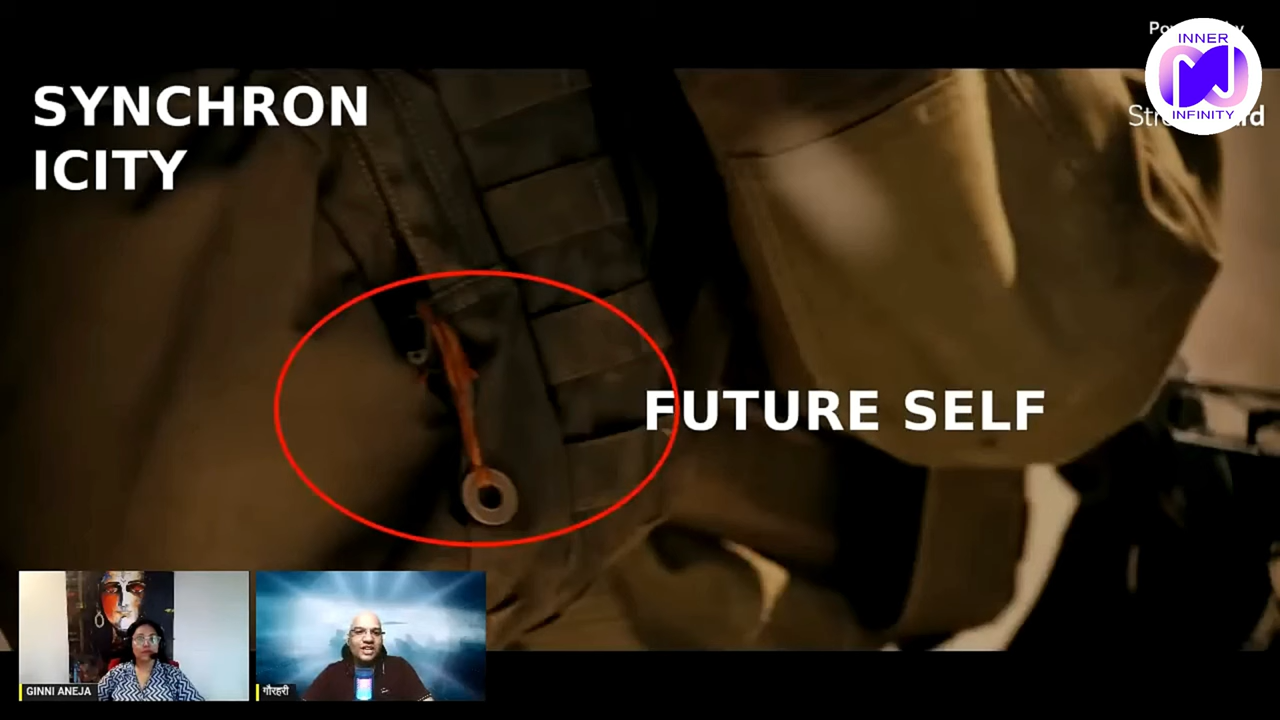 SYNCHRON
ICITY
INNER
INFINITY
FUTURE SELF
GINNI ANEJA
गौरहरी